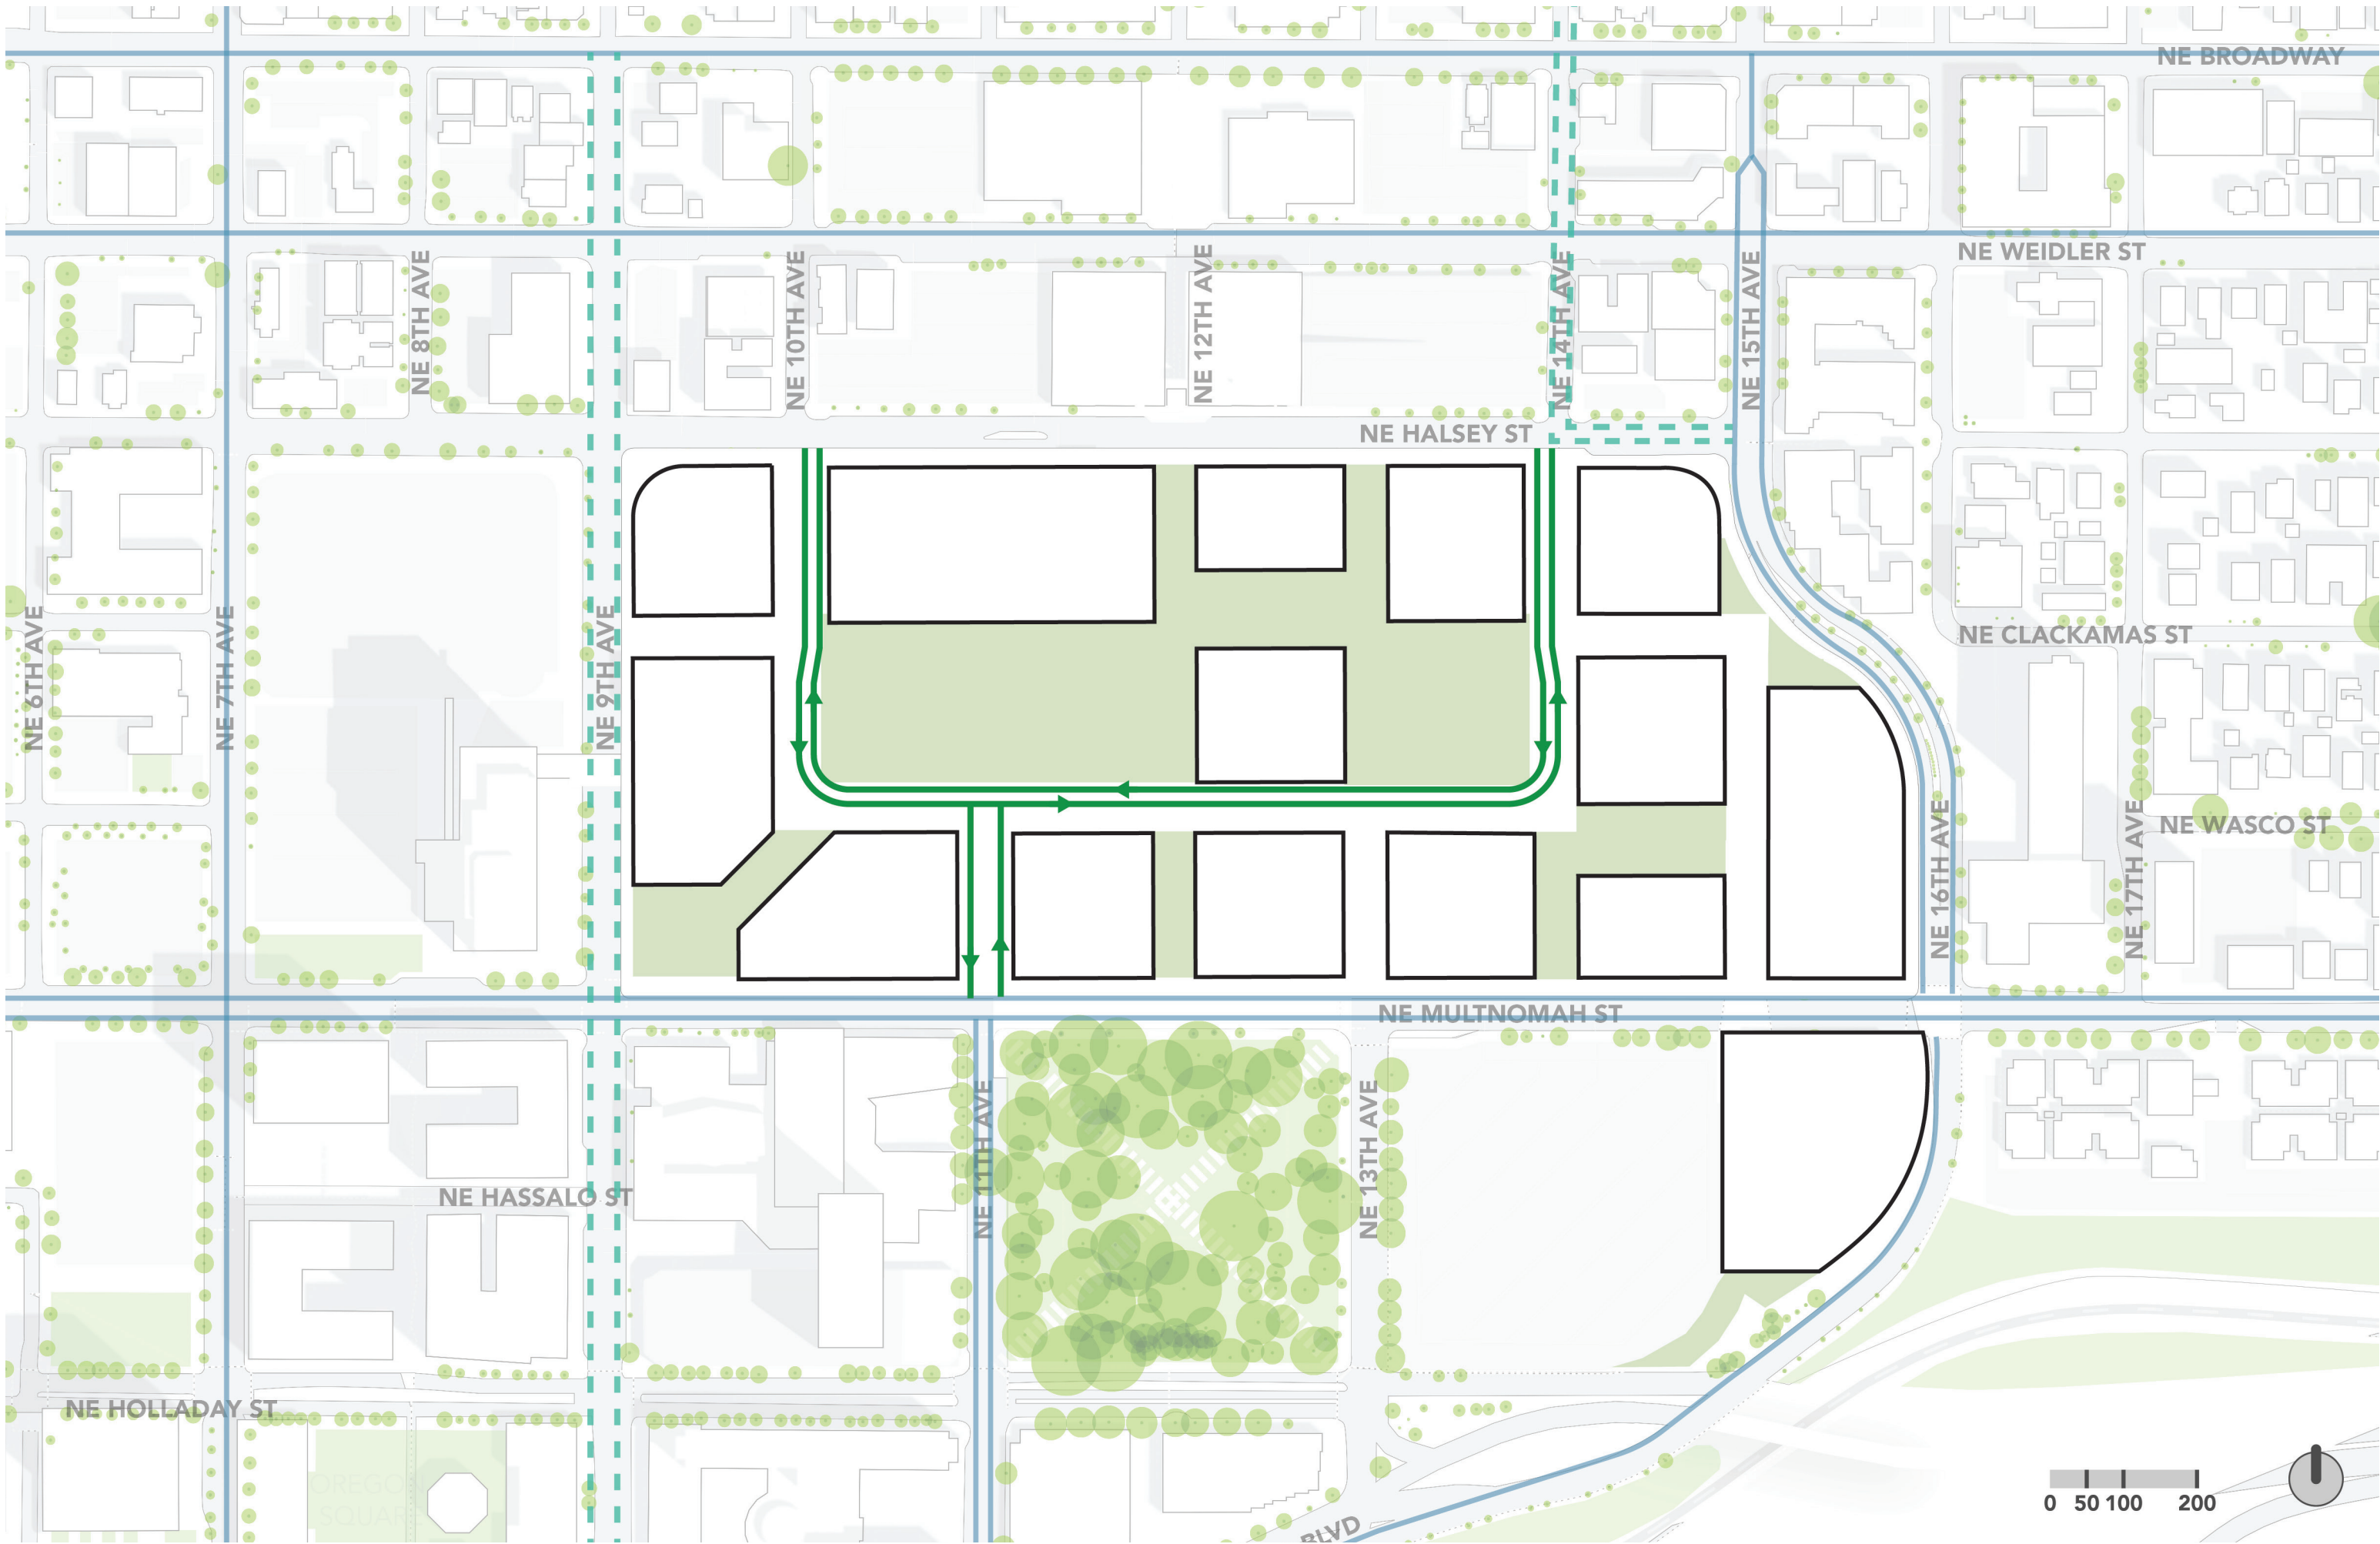 NE BROADWAY
NE WEIDLER ST
NE 8TH AVE
NE 10TH AVE
NE 12TH AVE
NE 14TH AVE
NE 15TH AVE
NE HALSEY ST
NE 6TH AVE
NE 7TH AVE
NE 9TH AVE
NE CLACKAMAS ST
NE WASCO ST
NE 16TH AVE
NE 17TH AVE
NE MULTNOMAH ST
NE 11TH AVE
NE 13TH AVE
NE HASSALO ST
NE HOLLADAY ST
OREGO
SQUARE
BLVD
0 50 100 200